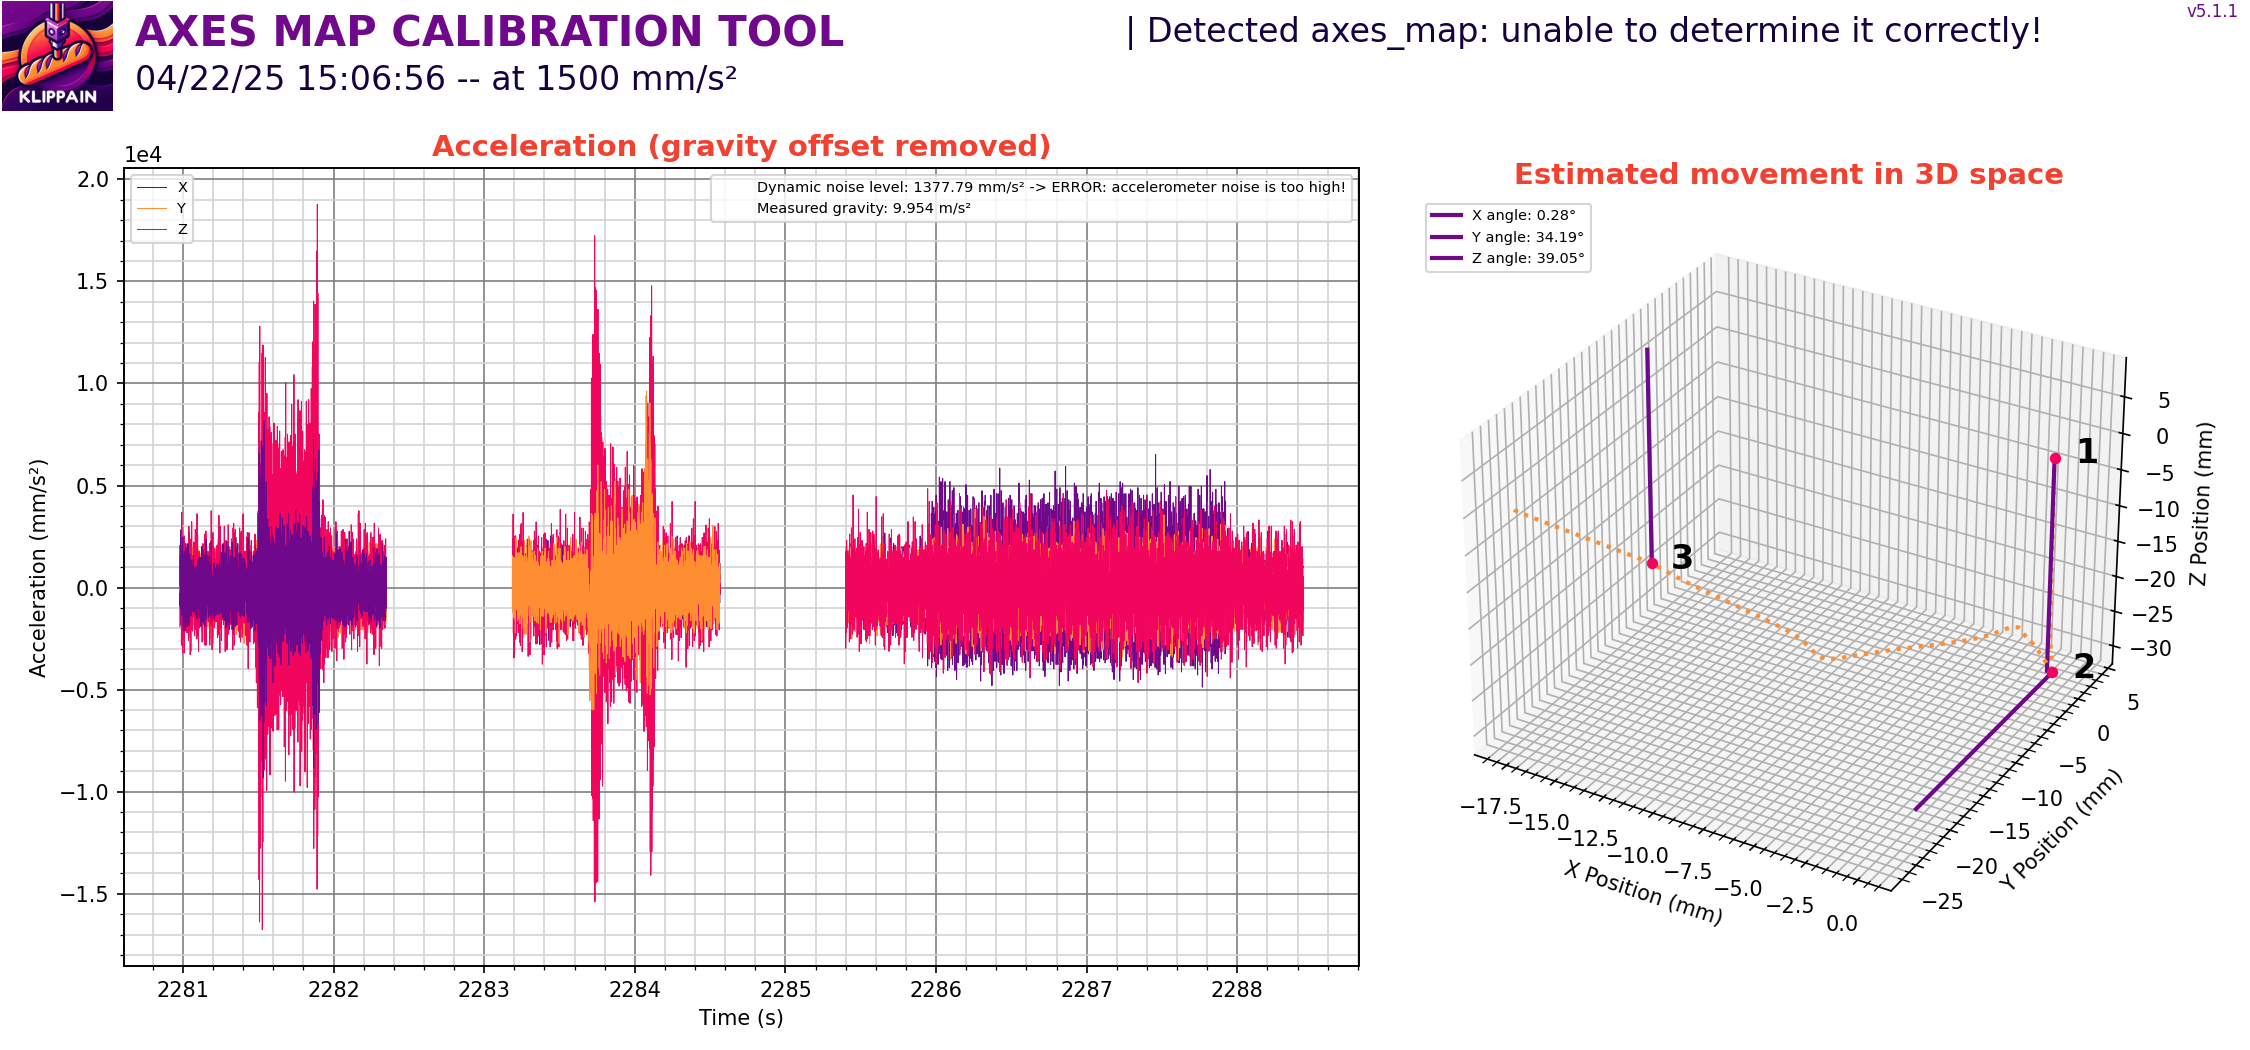 KLIPPAIN
AXES MAP CALIBRATION TOOL
04/22/25 15:06:56 -- at 1500 mm/s²
| Detected axes_map: unable to determine it correctly!
v5.1.1
Acceleration (gravity offset removed)
1e4
X
Y
Z
Dynamic noise level: 1377.79 mm/s² -> ERROR: accelerometer noise is too high!
Measured gravity: 9.954 m/s²
2.0
1.5
1.0
0.5
0.0
−0.5
−1.0
−1.5
Acceleration (mm/s²)
2281
2282
2283
2284
2285
2286
2287
2288
Time (s)
Estimated movement in 3D space
X angle: 0.28°
Y angle: 34.19°
Z angle: 39.05°
1
2
3
5
0
−5
−10
−15
−20
−25
−30
Z Position (mm)
5
0
−5
−10
−15
−20
−25
Y Position (mm)
−17.5
−15.0
−12.5
−10.0
−7.5
−5.0
−2.5
0.0
X Position (mm)